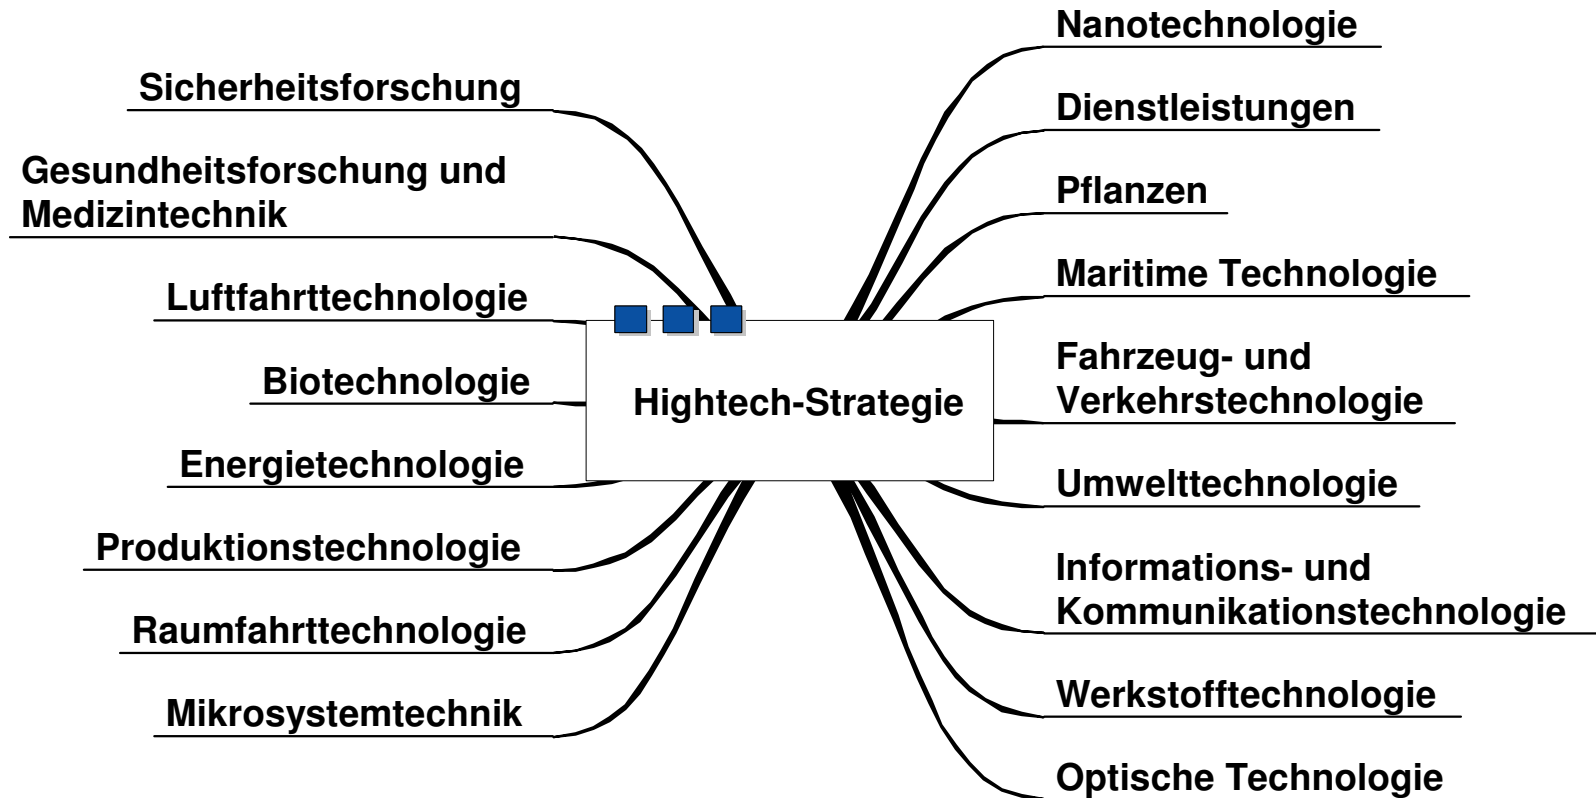 Sicherheitsforschung
Gesundheitsforschung und
Medizintechnik
Luftfahrttechnologie
Biotechnologie
Energietechnologie
Produktionstechnologie
Raumfahrttechnologie
Mikrosystemtechnik
Hightech-Strategie
Nanotechnologie
Dienstleistungen
Pflanzen
Maritime Technologie
Fahrzeug- und
Verkehrstechnologie
Umwelttechnologie
Informations- und
Kommunikationstechnologie
Werkstofftechnologie
Optische Technologie